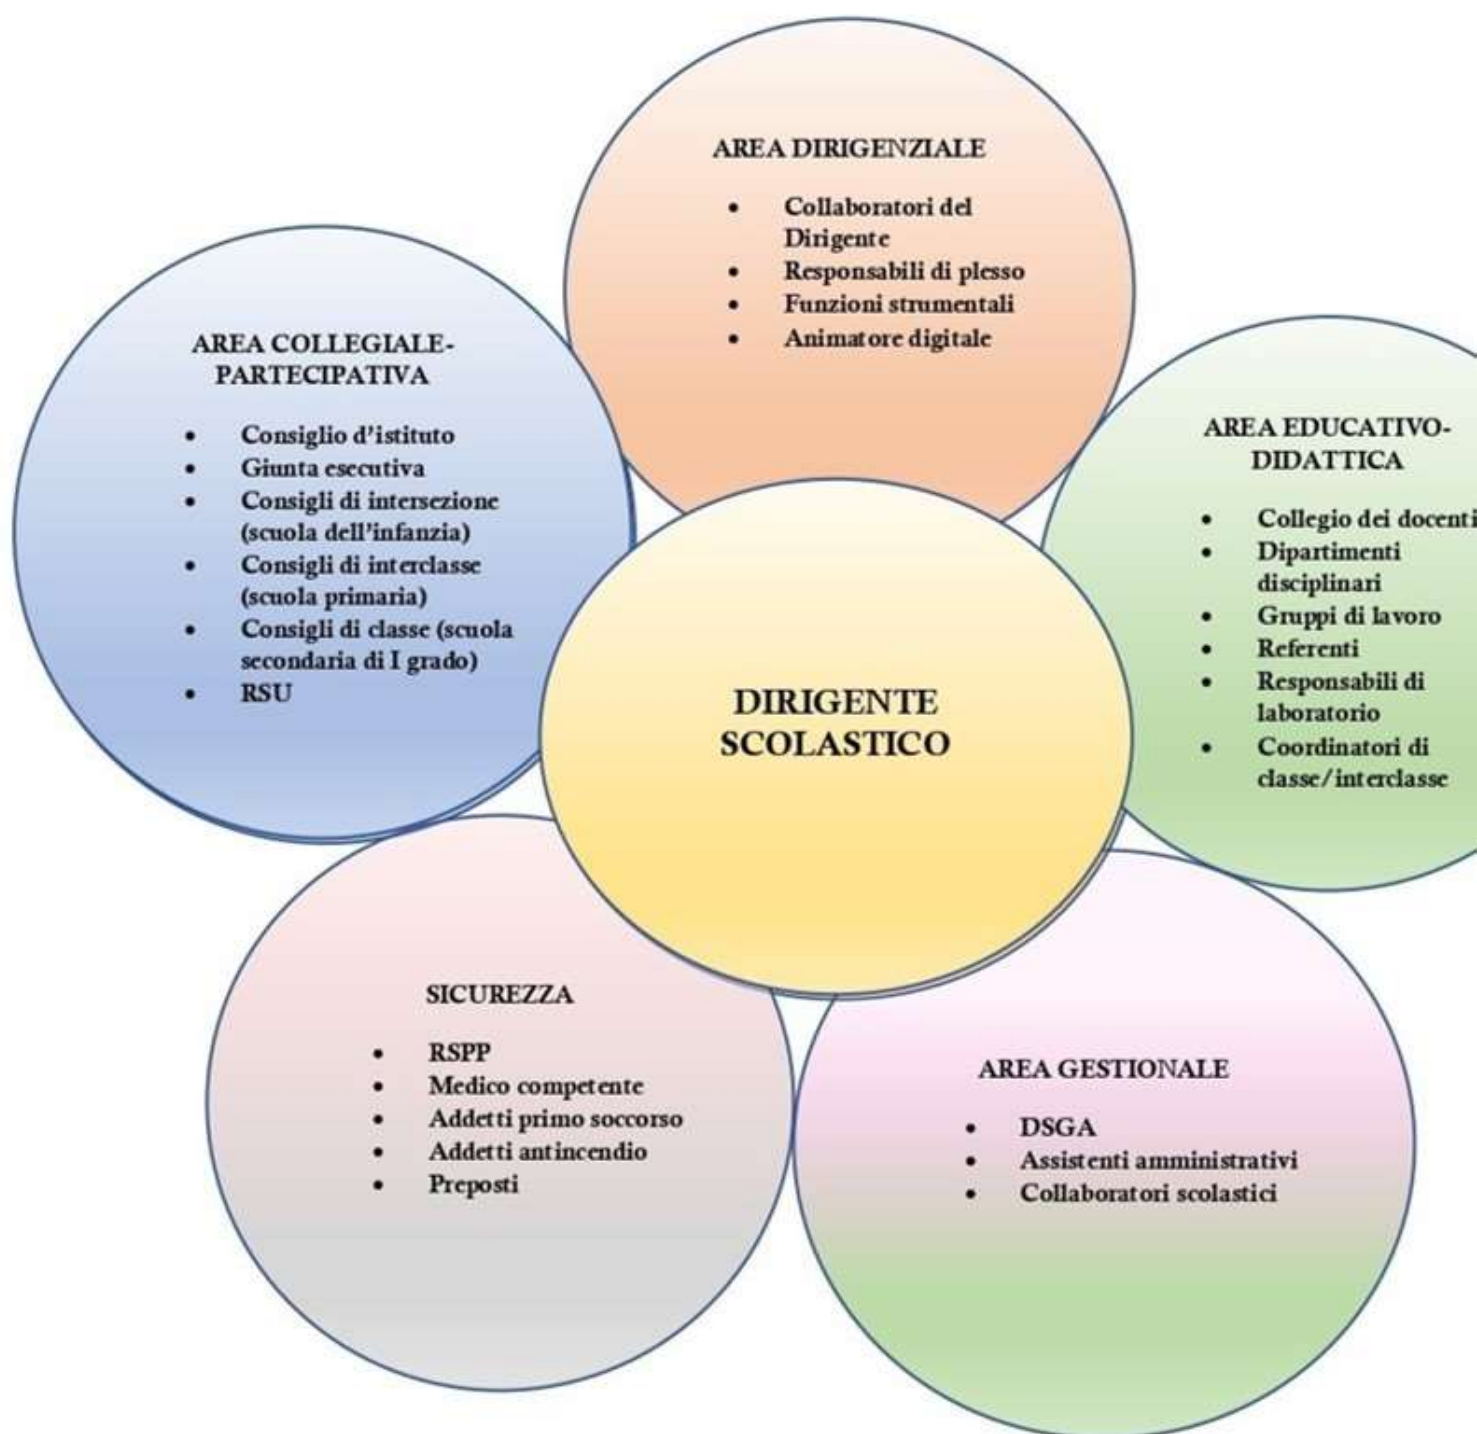 AREA DIRIGENZIALE
• Collaboratori del
Dirigente
• Responsabili di plesso
• Funzioni strumentali
• Animatore digitale
AREA COLLEGIALE-
PARTECIPATIVA
• Consiglio d'istituto
• Giunta esecutiva
• Consigli di intersezione
(scuola dell'infanzia)
• Consigli di interclasse
(scuola primaria)
• Consigli di classe (scuola
secondaria di I grado)
• RSU
AREA EDUCATIVO-
DIDATTICA
• Collegio dei docenti
• Dipartimenti
disciplinari
• Gruppi di lavoro
• Referenti
• Responsabili di
laboratorio
• Coordinatori di
classe/interclasse
DIRIGENTE
SCOLASTICO
SICUREZZA
• RSPP
• Medico competente
• Addetti primo soccorso
• Addetti antincendio
• Preposti
AREA GESTIONALE
• DSGA
• Assistenti amministrativi
• Collaboratori scolastici